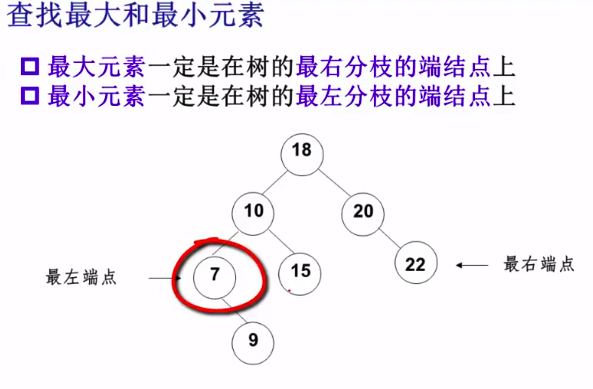 查找最大和最小元素
最大元素一定是在树的最右分枝的端结点上
最小元素一定是在树的最左分枝的端结点上
18
10
20
7
15
22
最左端点
最右端点
9